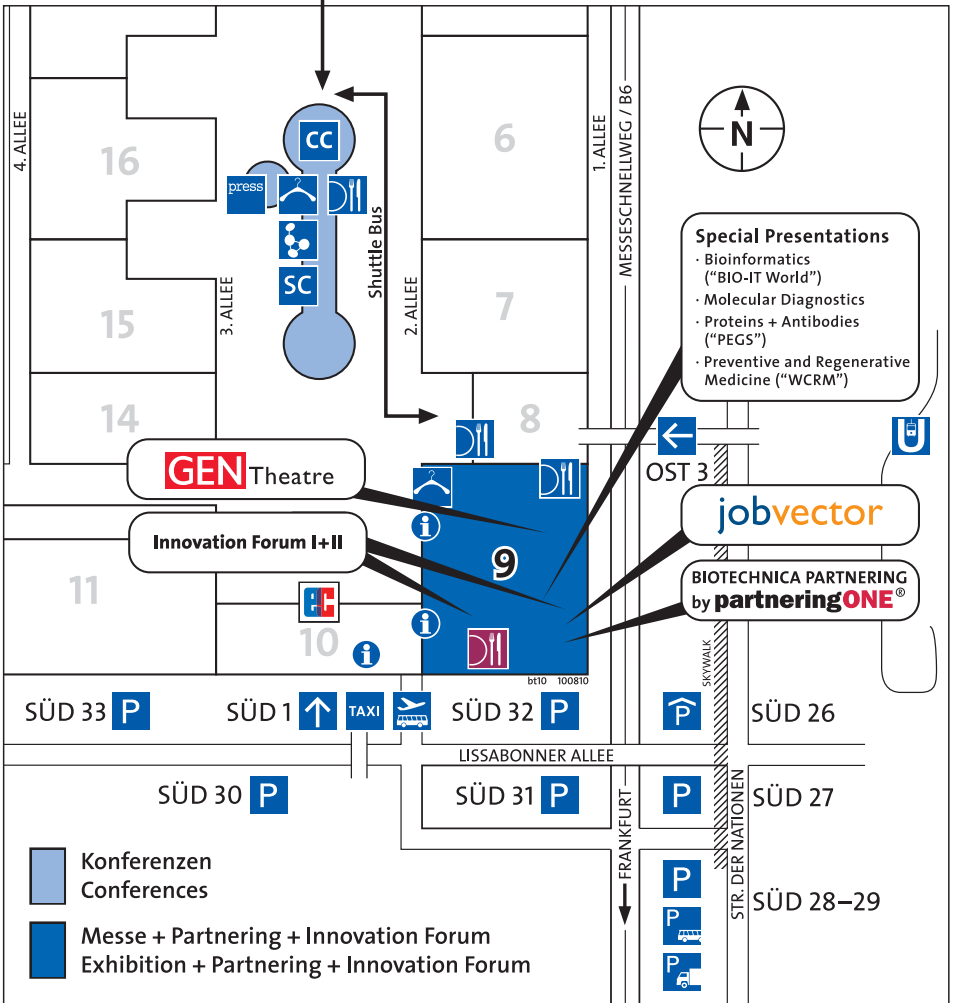 4. ALLEE
16
15
14
11
3. ALLEE
CC
press
SC
Shuttle Bus
2. ALLEE
6
7
8
1. ALLEE
MESSESCHNELLWEG / B6
N
Special Presentations
· Bioinformatics
(“BIO-IT World”)
· Molecular Diagnostics
· Proteins + Antibodies
(“PEGS”)
· Preventive and Regenerative
Medicine (“WCRM”)
OST 3
U
GEN Theatre
Innovation Forum I+II
i
9
i
jobvector
BIOTECHNICA PARTNERING
by partneringONE®
ec
10
i
bt10 100810
SKYWALK
SÜD 33 P
SÜD 1
TAXI
SÜD 32 P
P
SÜD 26
LISSABONNER ALLEE
SÜD 30 P
SÜD 31 P
P
SÜD 27
FRANKFURT
STR. DER NATIONEN
P
P
P
SÜD 28–29
Konferenzen
Conferences
Messe + Partnering + Innovation Forum
Exhibition + Partnering + Innovation Forum